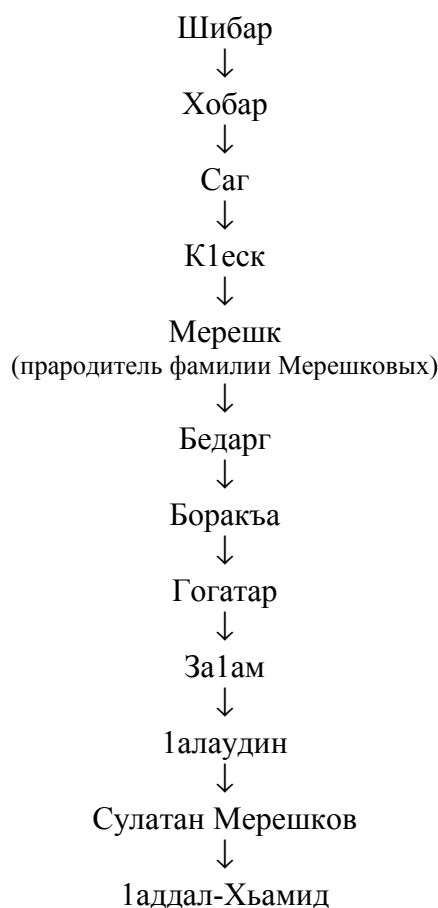 Шибар
↓
Хобар
↓
Саг
↓
К1еск
↓
Мерешк
(прародитель фамилии Мерешковых)
↓
Бедарг
↓
Боракъа
↓
Гогатар
↓
За1ам
↓
1алаудин
↓
Сулатан Мерешков
↓
1аддал-Хьамид